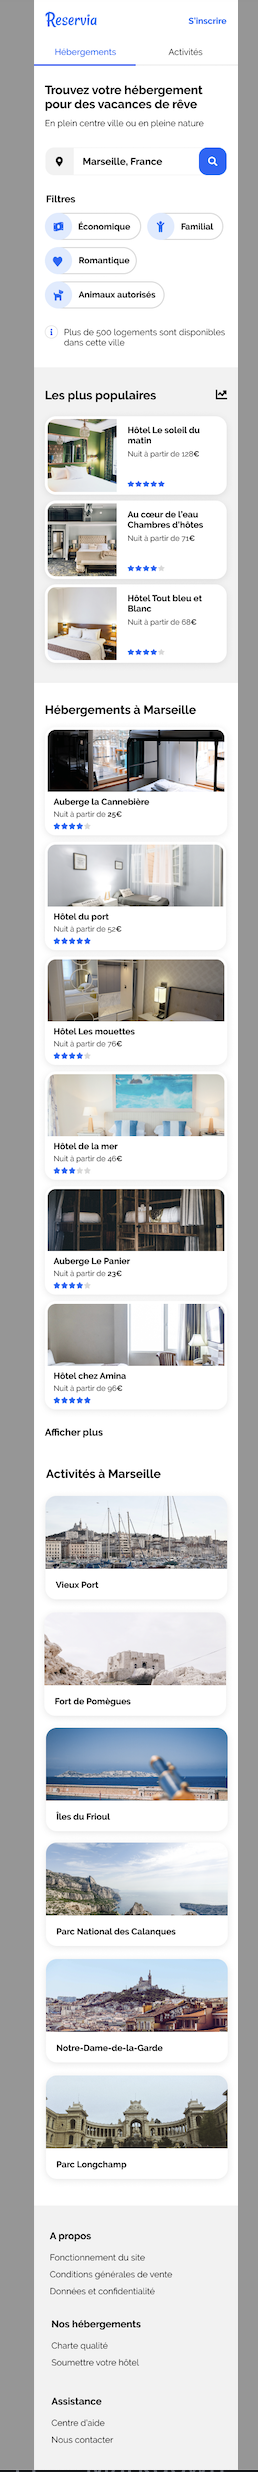 Reservia
S'inscrire
Hébergements
Activités
Trouvez votre hébergement
pour des vacances de rêve
En plein centre ville ou en pleine nature
Marseille, France
Filtres
Économique
Familial
Romantique
Animaux autorisés
Plus de 500 logements sont disponibles
dans cette ville
Les plus populaires
Hôtel Le soleil du
matin
Nuit à partir de 128€
Au cœur de l'eau
Chambres d'hôtes
Nuit à partir de 71€
Hôtel Tout bleu et
Blanc
Nuit à partir de 68€
Hébergements à Marseille
Auberge la Cannebière
Nuit à partir de 25€
Hôtel du port
Nuit à partir de 52€
Hôtel Les mouettes
Nuit à partir de 76€
Hôtel de la mer
Nuit à partir de 46€
Auberge Le Panier
Nuit à partir de 23€
Hôtel chez Amina
Nuit à partir de 96€
Afficher plus
Activités à Marseille
Vieux Port
Fort de Pomègues
Îles du Frioul
Parc National des Calanques
Notre-Dame-de-la-Garde
Parc Longchamp
A propos
Fonctionnement du site
Conditions générales de vente
Données et confidentialité
Nos hébergements
Charte qualité
Soumettre votre hôtel
Assistance
Centre d'aide
Nous contacter